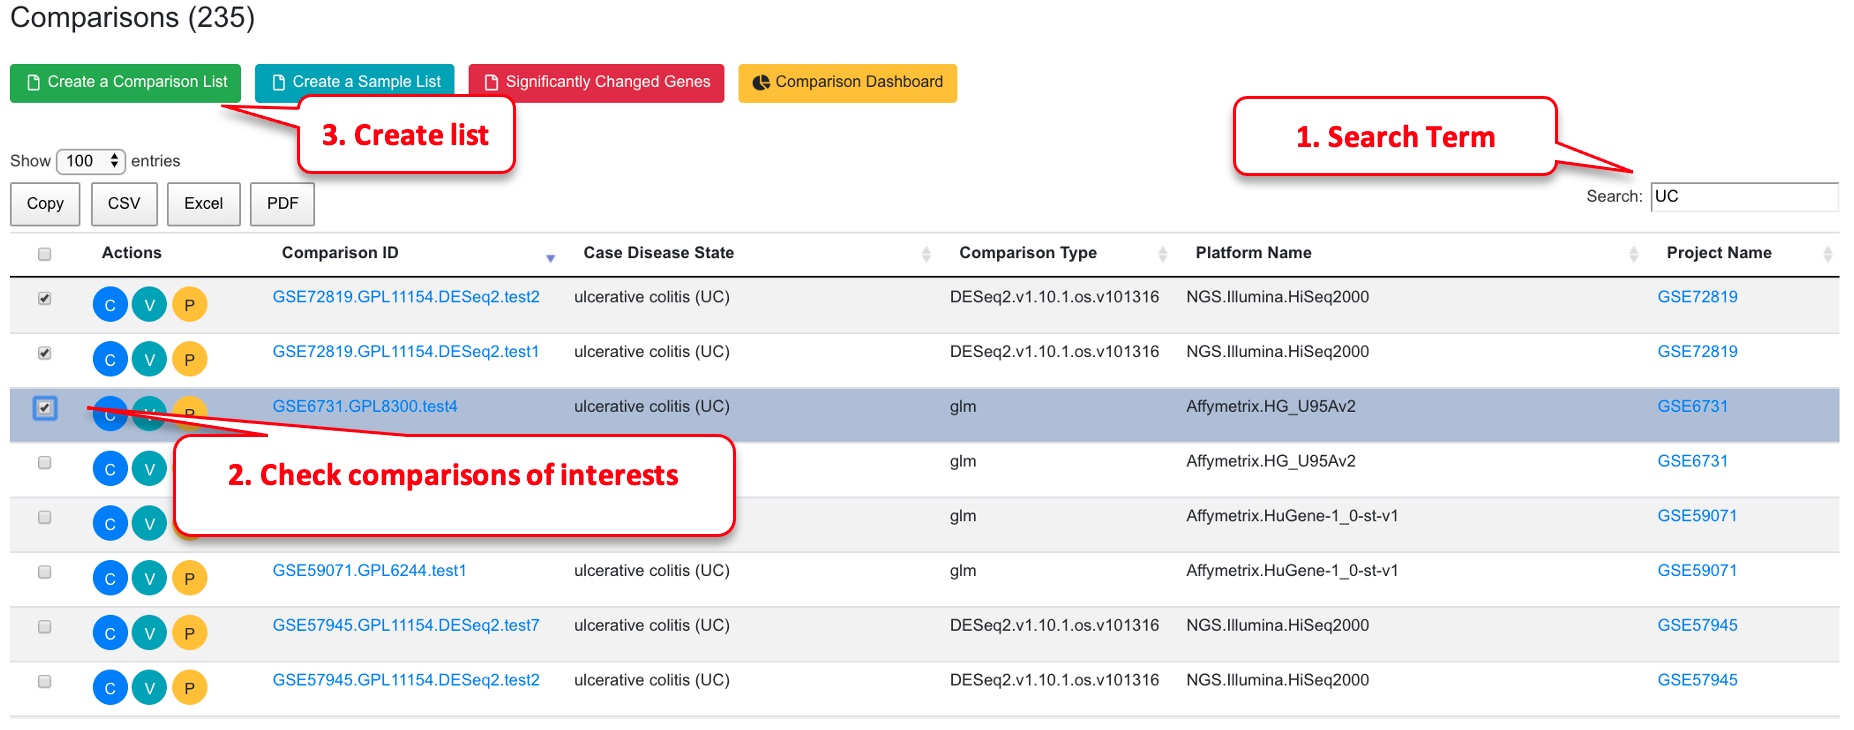 Comparisons (235)
Create a Comparison List Create a Sample List Significantly Changed Genes Comparison Dashboard
3. Create list
1. Search Term
Show 100 entries
Copy CSV Excel PDF
Search: UC
Actions Comparison ID Case Disease State Comparison Type Platform Name Project Name
C V P GSE72819.GPL11154.DESeq2.test2 ulcerative colitis (UC) DESeq2.v1.10.1.os.v101316 NGS.Illumina.HiSeq2000 GSE72819
C V P GSE72819.GPL11154.DESeq2.test1 ulcerative colitis (UC) DESeq2.v1.10.1.os.v101316 NGS.Illumina.HiSeq2000 GSE72819
C V P GSE6731.GPL8300.test4 ulcerative colitis (UC) glm Affymetrix.HG_U95Av2 GSE6731
C V glm Affymetrix.HG_U95Av2 GSE6731
2. Check comparisons of interests
C V glm Affymetrix.HuGene-1_0-st-v1 GSE59071
C V P GSE59071.GPL6244.test1 ulcerative colitis (UC) glm Affymetrix.HuGene-1_0-st-v1 GSE59071
C V P GSE57945.GPL11154.DESeq2.test7 ulcerative colitis (UC) DESeq2.v1.10.1.os.v101316 NGS.Illumina.HiSeq2000 GSE57945
C V P GSE57945.GPL11154.DESeq2.test2 ulcerative colitis (UC) DESeq2.v1.10.1.os.v101316 NGS.Illumina.HiSeq2000 GSE57945